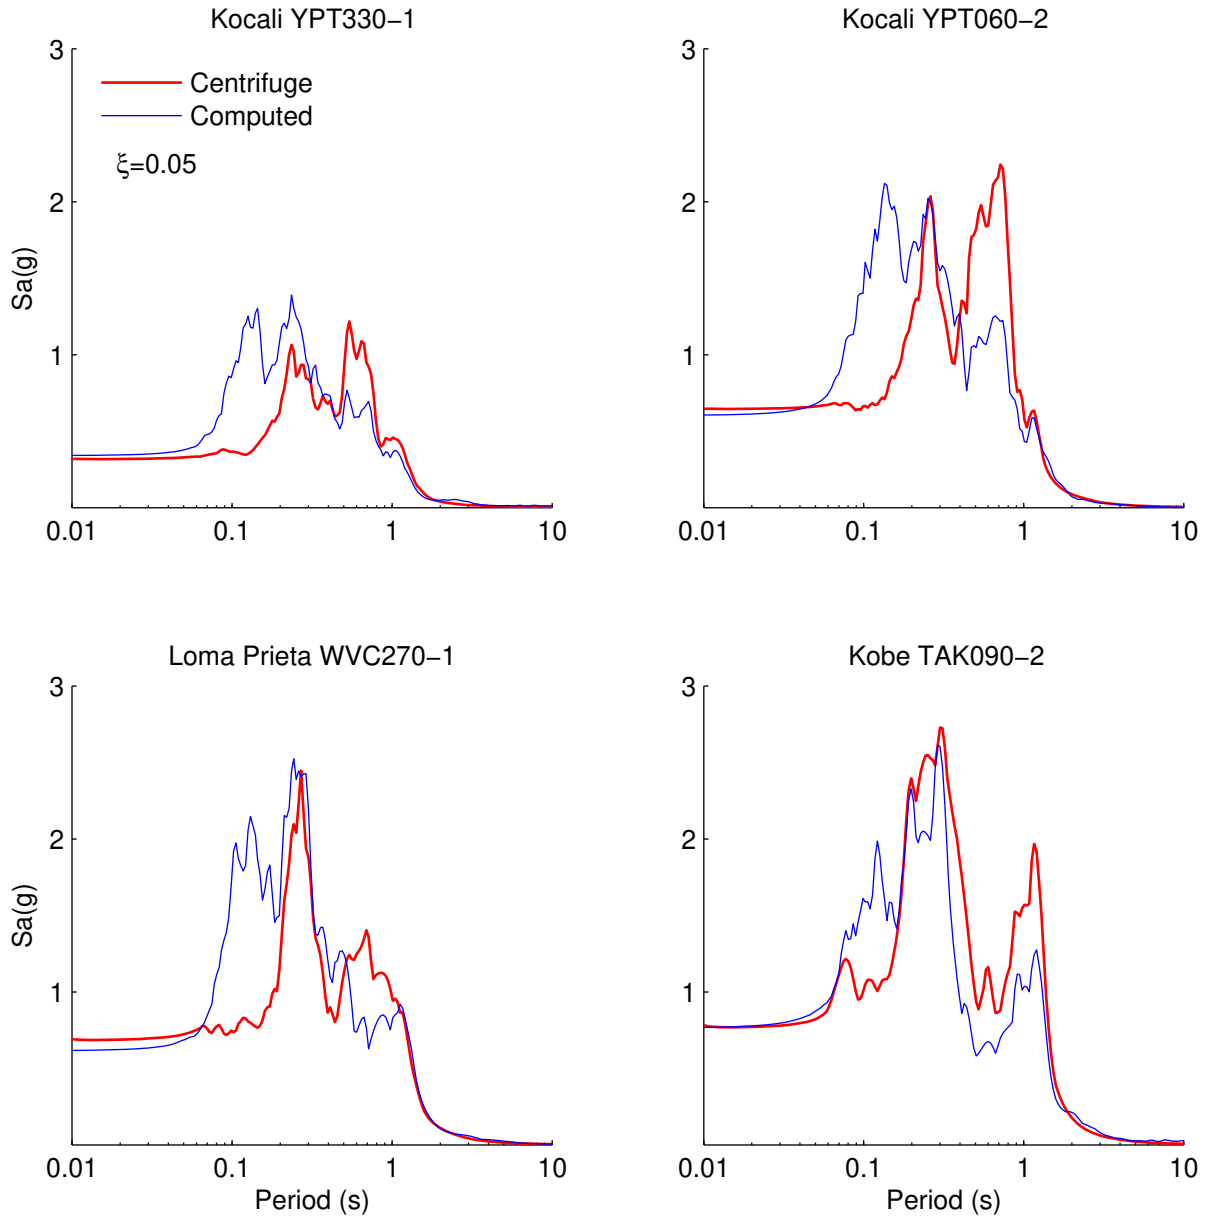 Kocali YPT330−1
Kocali YPT060−2
3
Centrifuge
Computed
ξ=0.05
2
1
Sa(g)
0.01 0.1 1 10
3
2
1
0.01 0.1 1 10
Loma Prieta WVC270−1
Kobe TAK090−2
3
2
1
Sa(g)
0.01 0.1 1 10
Period (s)
3
2
1
0.01 0.1 1 10
Period (s)